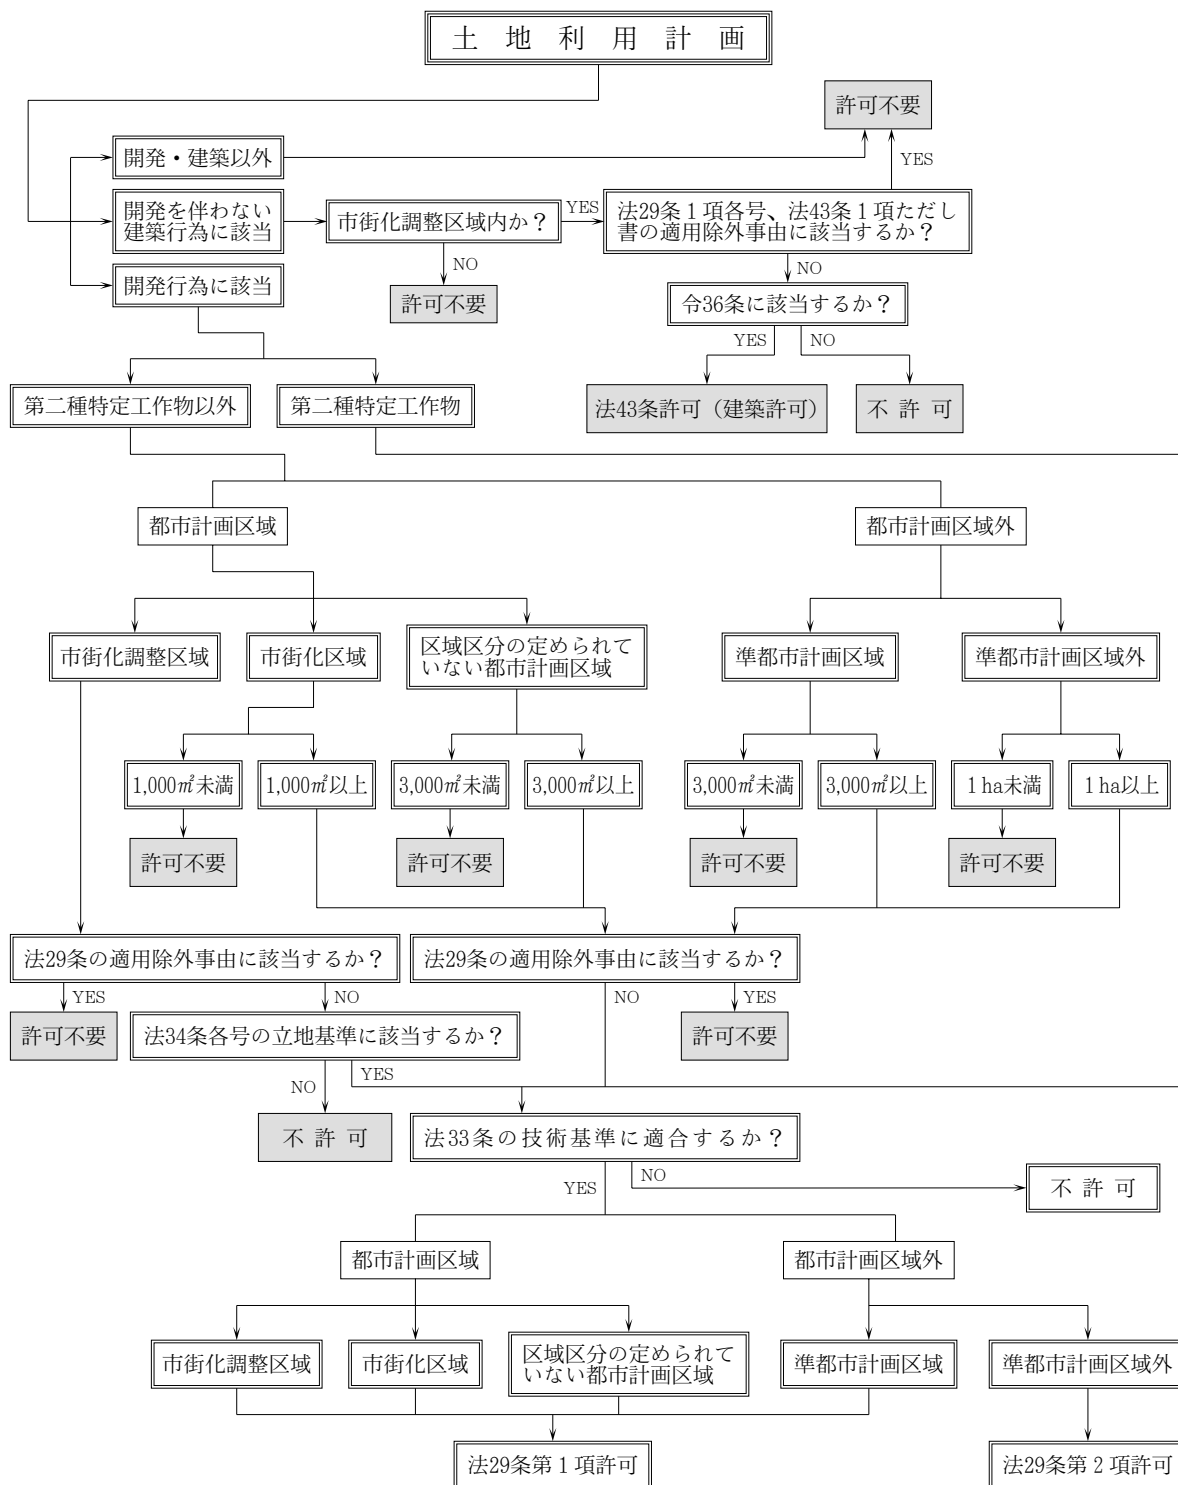 土地利用計画
許可不要
開発・建築以外
YES
開発を伴わない
建築行為に該当
市街化調整区域内か？
YES
法29条１項各号、法43条１項ただし
書の適用除外事由に該当するか？
開発行為に該当
NO
許可不要
NO
令36条に該当するか？
YES
NO
第二種特定工作物以外
第二種特定工作物
法43条許可（建築許可）
不許可
都市計画区域
都市計画区域外
市街化調整区域
市街化区域
区域区分の定められて
いない都市計画区域
準都市計画区域
準都市計画区域外
1,000㎡未満
1,000㎡以上
3,000㎡未満
3,000㎡以上
3,000㎡未満
3,000㎡以上
１ha未満
１ha以上
許可不要
許可不要
許可不要
許可不要
法29条の適用除外事由に該当するか？
法29条の適用除外事由に該当するか？
YES
NO
NO
YES
許可不要
法34条各号の立地基準に該当するか？
許可不要
NO
YES
不許可
法33条の技術基準に適合するか？
YES
NO
不許可
都市計画区域
都市計画区域外
市街化調整区域
市街化区域
区域区分の定められて
いない都市計画区域
準都市計画区域
準都市計画区域外
法29条第１項許可
法29条第２項許可